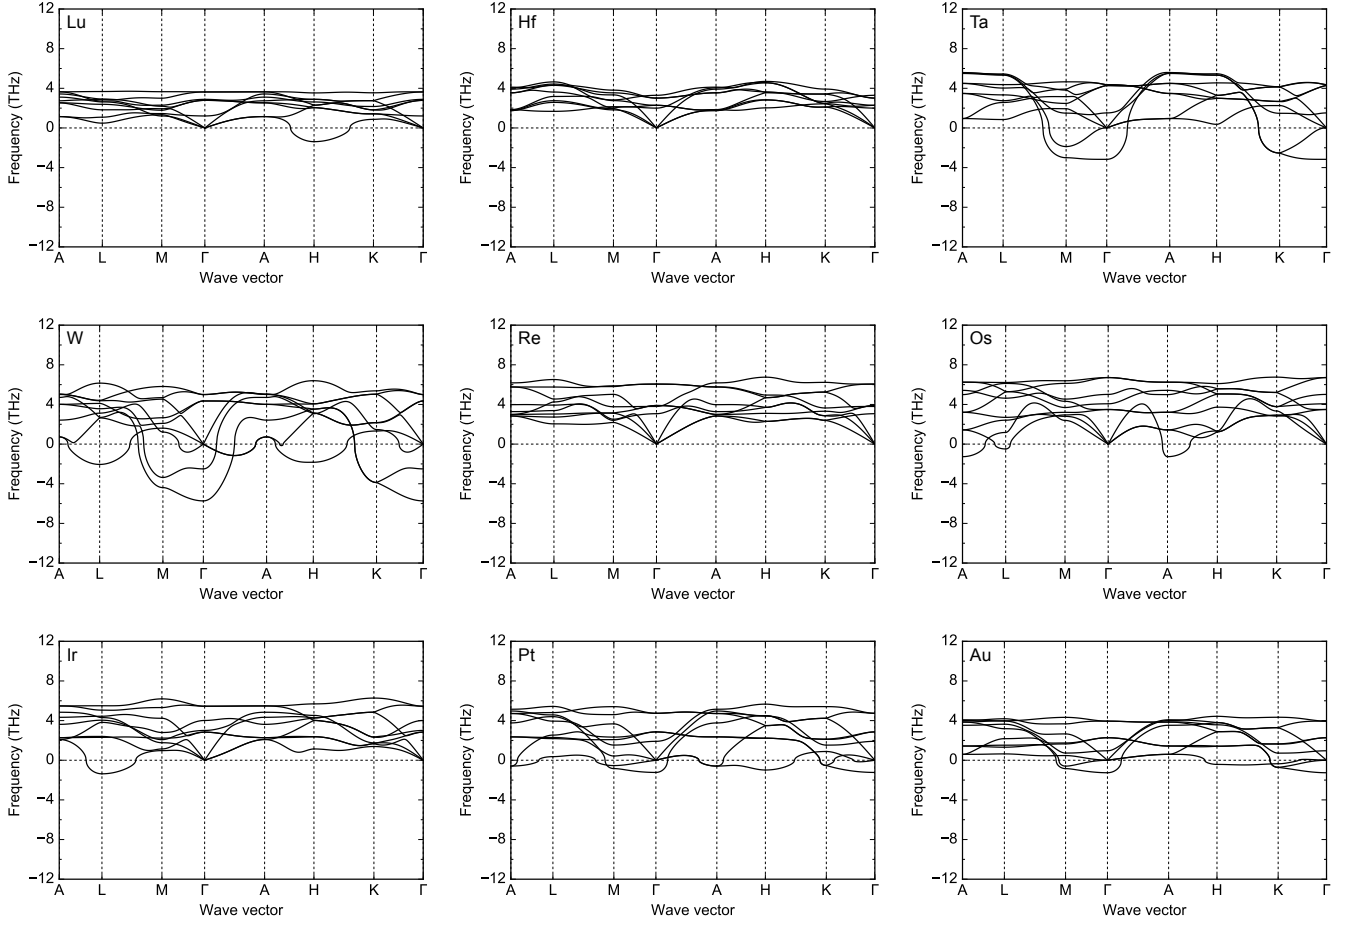 Lu
Frequency (THz)
12
8
4
0
−4
−8
−12
A L M Γ A H K Γ
Wave vector
Hf
Frequency (THz)
12
8
4
0
−4
−8
−12
A L M Γ A H K Γ
Wave vector
Ta
Frequency (THz)
12
8
4
0
−4
−8
−12
A L M Γ A H K Γ
Wave vector
W
Frequency (THz)
12
8
4
0
−4
−8
−12
A L M Γ A H K Γ
Wave vector
Re
Frequency (THz)
12
8
4
0
−4
−8
−12
A L M Γ A H K Γ
Wave vector
Os
Frequency (THz)
12
8
4
0
−4
−8
−12
A L M Γ A H K Γ
Wave vector
Ir
Frequency (THz)
12
8
4
0
−4
−8
−12
A L M Γ A H K Γ
Wave vector
Pt
Frequency (THz)
12
8
4
0
−4
−8
−12
A L M Γ A H K Γ
Wave vector
Au
Frequency (THz)
12
8
4
0
−4
−8
−12
A L M Γ A H K Γ
Wave vector